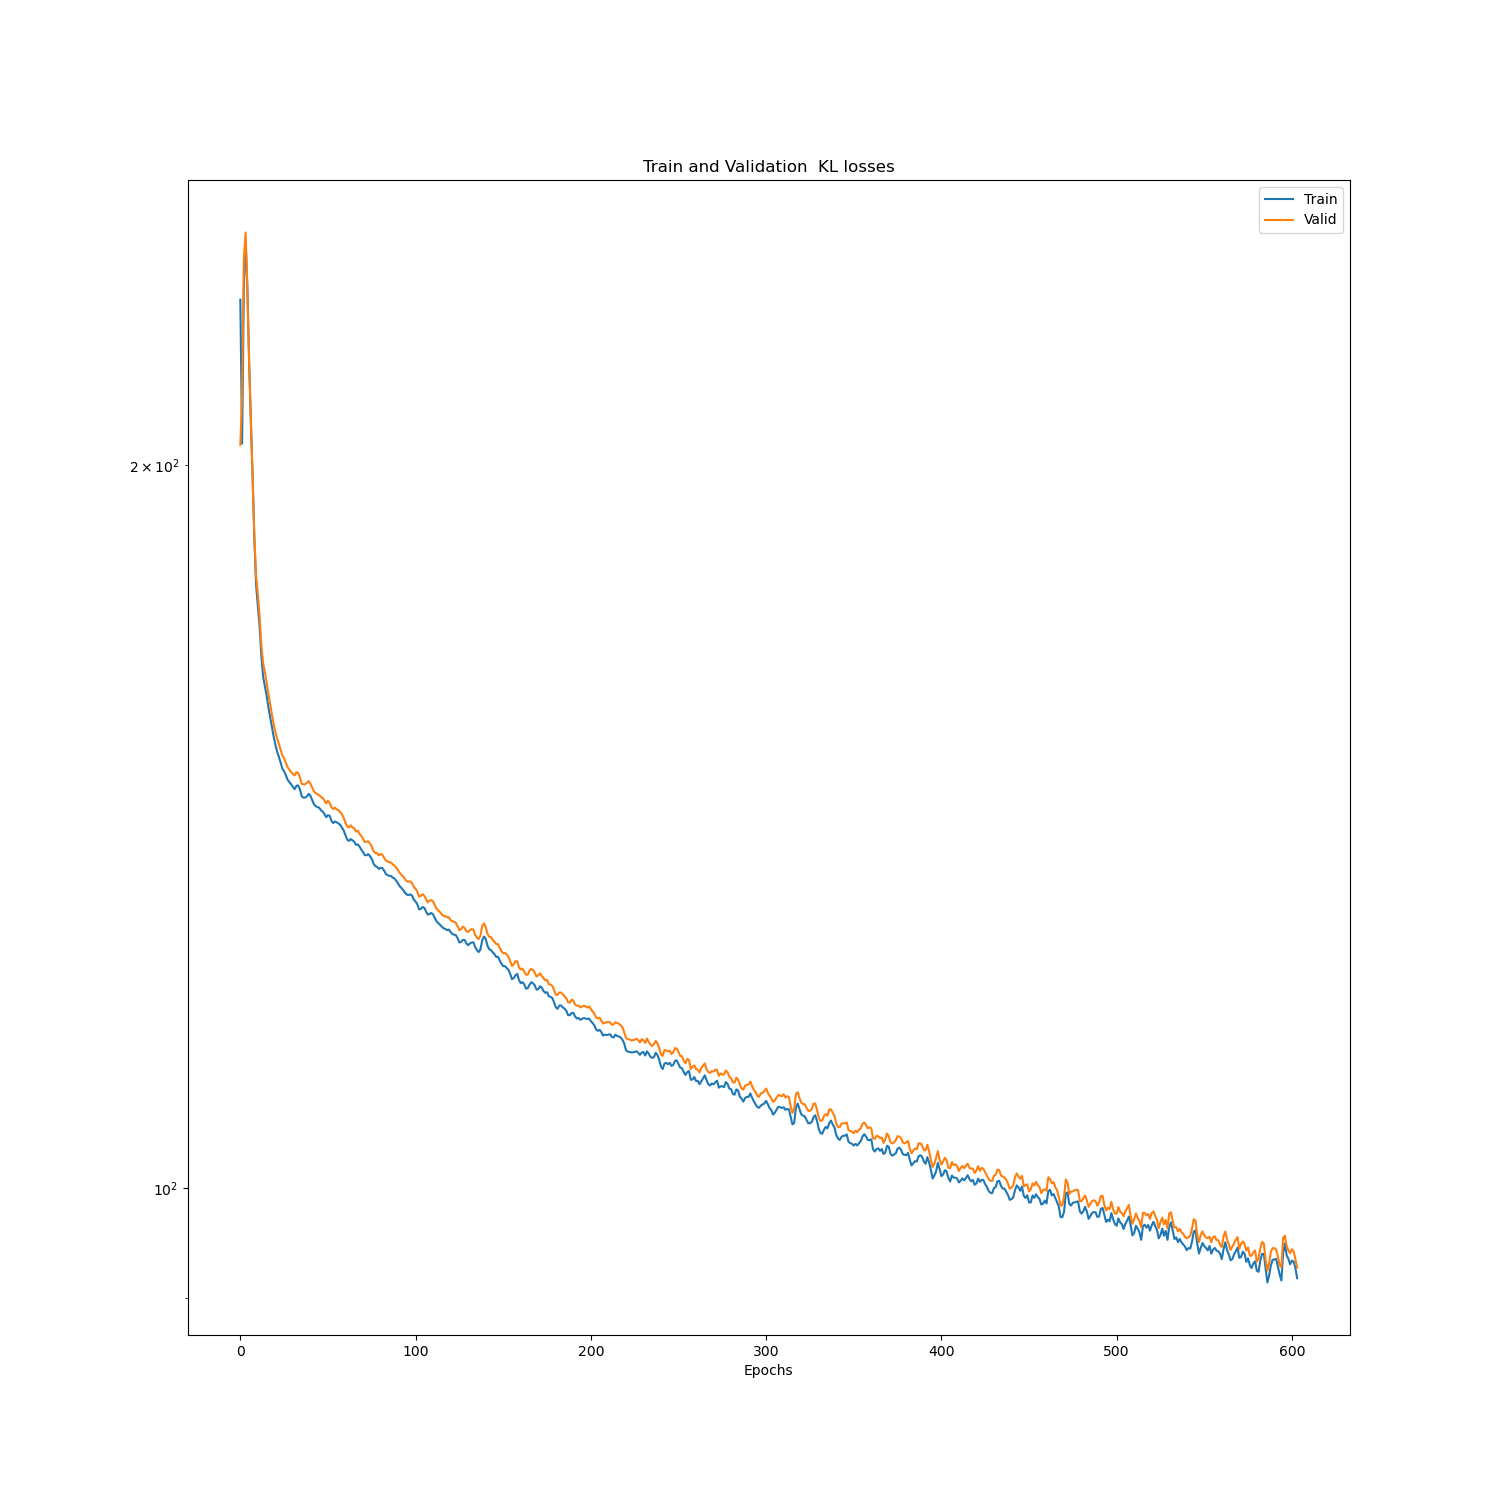 Train and Validation  KL losses
Train
Valid
2 × 10²
10²
0 100 200 300 400 500 600
Epochs